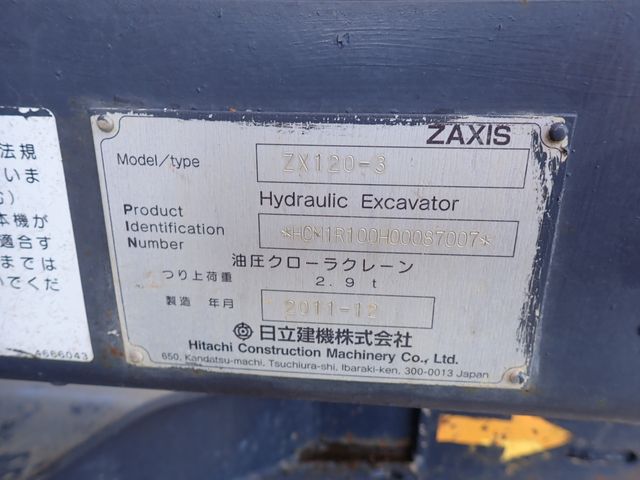 法規
いま
む)
本機が
適合す
までは
いでくだ
4666043
ZAXIS
Model/type ZX120-3
Hydraulic Excavator
Product
Identification
Number *HCM1R100H00087007*
油圧クローラクレーン
つり上荷重 2.9 t
製造 年月 2011-12
日立建機株式会社
Hitachi Construction Machinery Co., Ltd.
650, Kandatsu-machi, Tsuchiura-shi, Ibaraki-ken, 300-0013 Japan